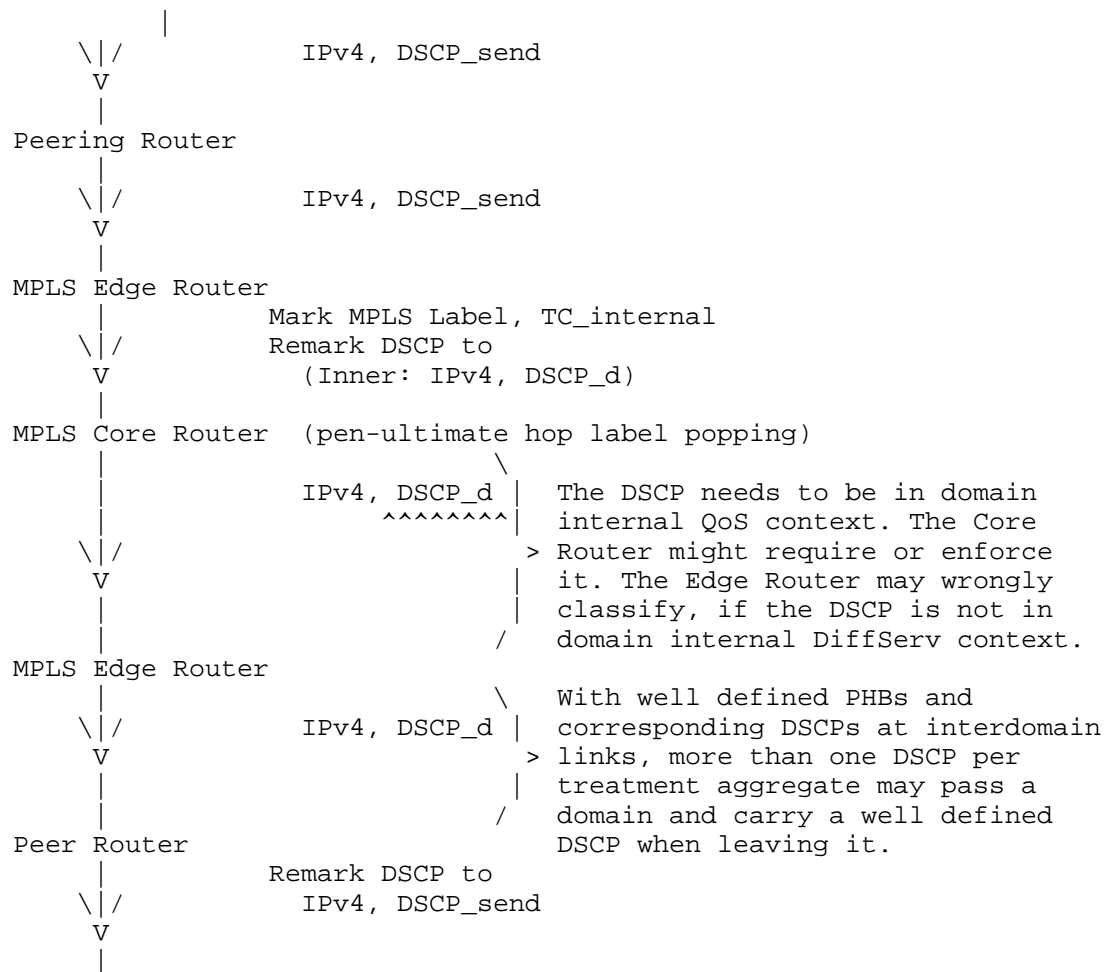 |
     \|/               IPv4, DSCP_send
      V
      |
Peering Router
      |
     \|/               IPv4, DSCP_send
      V
      |
MPLS Edge Router
      |             Mark MPLS Label, TC_internal
     \|/            Remark DSCP to
      V                (Inner: IPv4, DSCP_d)
      |
MPLS Core Router  (pen-ultimate hop label popping)
      |                             \
      |                IPv4, DSCP_d |  The DSCP needs to be in domain
      |                     ^^^^^^^^|  internal QoS context. The Core
     \|/                             > Router might require or enforce
      V                             |  it. The Edge Router may wrongly
      |                             |  classify, if the DSCP is not in
      |                             /  domain internal DiffServ context.
MPLS Edge Router
      |                             \  With well defined PHBs and
     \|/               IPv4, DSCP_d |  corresponding DSCPs at interdomain
      V                              > links, more than one DSCP per
      |                             |  treatment aggregate may pass a
      |                             /  domain and carry a well defined
Peer Router                            DSCP when leaving it.
      |             Remark DSCP to
     \|/               IPv4, DSCP_send
      V
      |